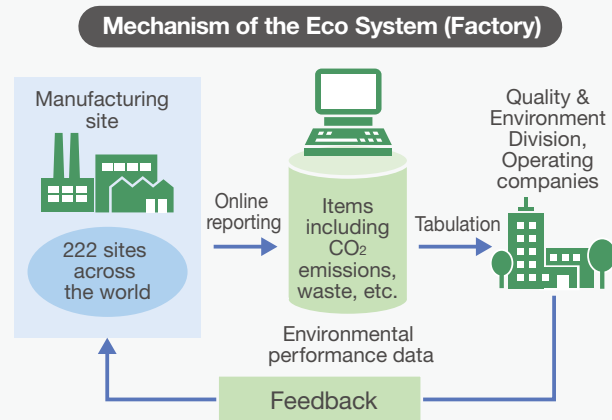 Mechanism of the Eco System (Factory)
Manufacturing
site
222 sites
across
the world
Online
reporting
Items
including
CO₂
emissions,
waste, etc.
Environmental
performance data
Tabulation
Quality &
Environment
Division,
Operating
companies
Feedback